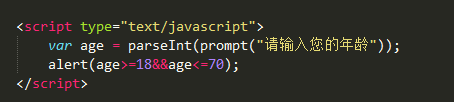 <script type="text/javascript">
    var age = parseInt(prompt("请输入您的年龄"));
    alert(age>=18&&age<=70);
</script>